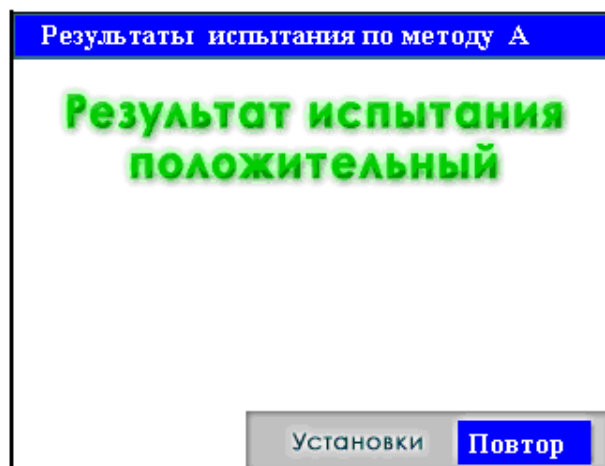 Результаты испытания по методу А
Результат испытания
положительный
Установки Повтор